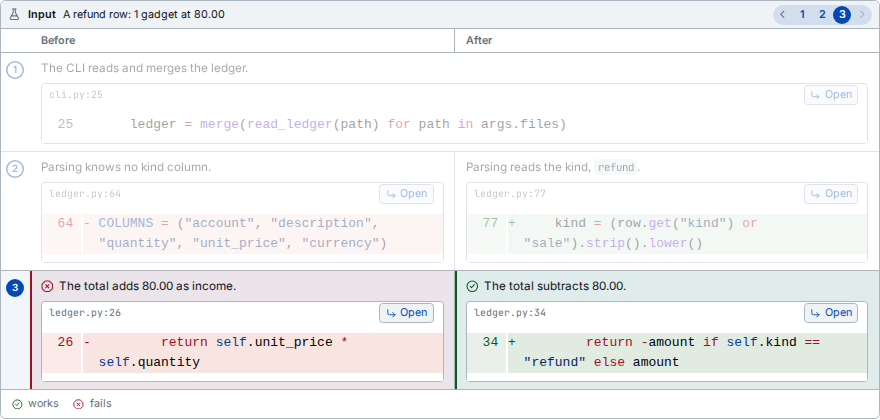 Input A refund row: 1 gadget at 80.00
1 2 3
Before After
1 The CLI reads and merges the ledger.
cli.py:25 Open
25 ledger = merge(read_ledger(path) for path in args.files)
2 Parsing knows no kind column.
ledger.py:64 Open
64 - COLUMNS = ("account", "description",
"quantity", "unit_price", "currency")
Parsing reads the kind, refund.
ledger.py:77 Open
77 + kind = (row.get("kind") or
"sale").strip().lower()
3 The total adds 80.00 as income.
ledger.py:26 Open
26 - return self.unit_price *
self.quantity
The total subtracts 80.00.
ledger.py:34 Open
34 + return -amount if self.kind ==
"refund" else amount
works fails